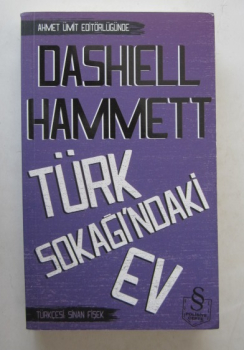 AHMET ÜMİT EDİTÖRLÜĞÜNDE
DASHIELL
HAMMETT
TÜRK
SOKAĞI'NDAKİ
EV
TÜRKÇESİ: SİNAN FİŞEK